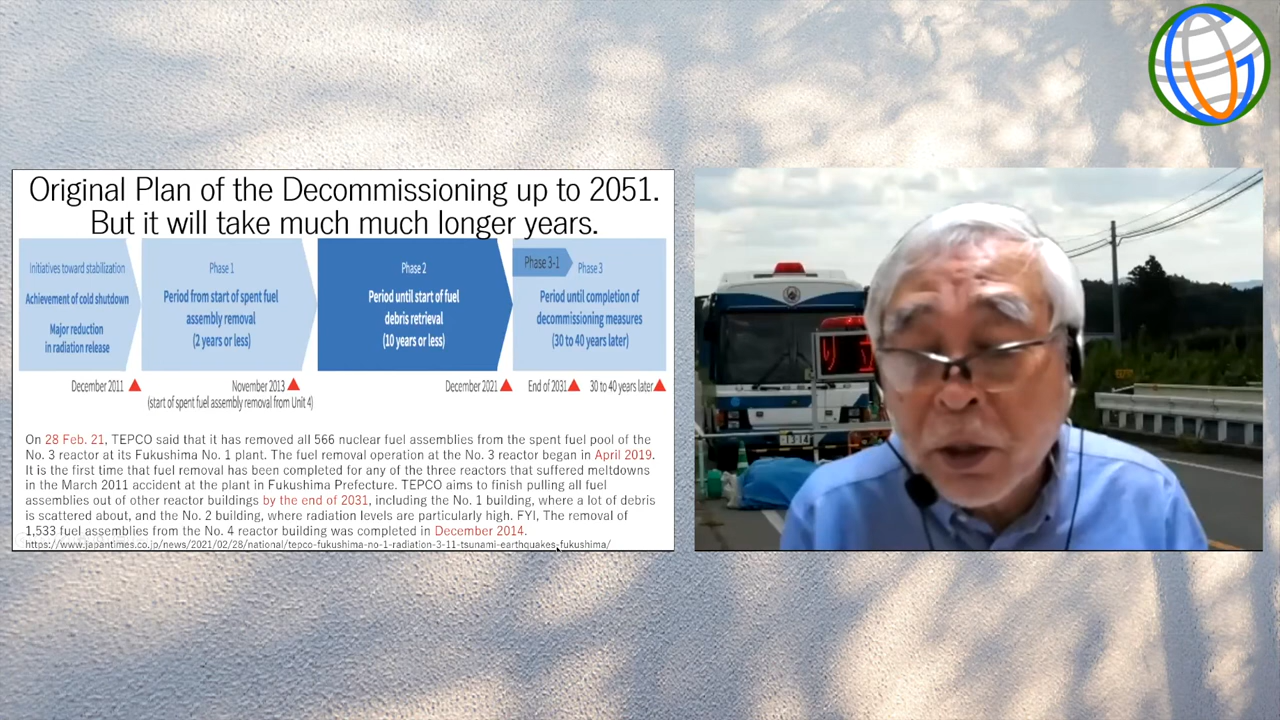 Original Plan of the Decommissioning up to 2051.
But it will take much much longer years.
Initiatives toward stabilization
Achievement of cold shutdown
Major reduction
in radiation release
Phase 1
Period from start of spent fuel
assembly removal
(2 years or less)
Phase 2
Period until start of fuel
debris retrieval
(10 years or less)
Phase 3-1
Phase 3
Period until completion of
decommissioning measures
(30 to 40 years later)
December 2011
November 2013
(start of spent fuel assembly removal from Unit 4)
December 2021
End of 2031
30 to 40 years later
On 28 Feb. 21, TEPCO said that it has removed all 566 nuclear fuel assemblies from the spent fuel pool of the
No. 3 reactor at its Fukushima No. 1 plant. The fuel removal operation at the No. 3 reactor began in April 2019.
It is the first time that fuel removal has been completed for any of the three reactors that suffered meltdowns
in the March 2011 accident at the plant in Fukushima Prefecture. TEPCO aims to finish pulling all fuel
assemblies out of other reactor buildings by the end of 2031, including the No. 1 building, where a lot of debris
is scattered about, and the No. 2 building, where radiation levels are particularly high. FYI, The removal of
1,533 fuel assemblies from the No. 4 reactor building was completed in December 2014.
https://www.japantimes.co.jp/news/2021/02/28/national/tepco-fukushima-no-1-radiation-3-11-tsunami-earthquakes-fukushima/